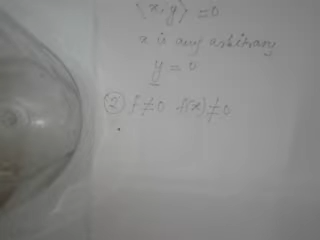 ⟨x, y⟩ = 0
x is any arbitrary
y = 0
② f ≠ 0 f(x) ≠ 0